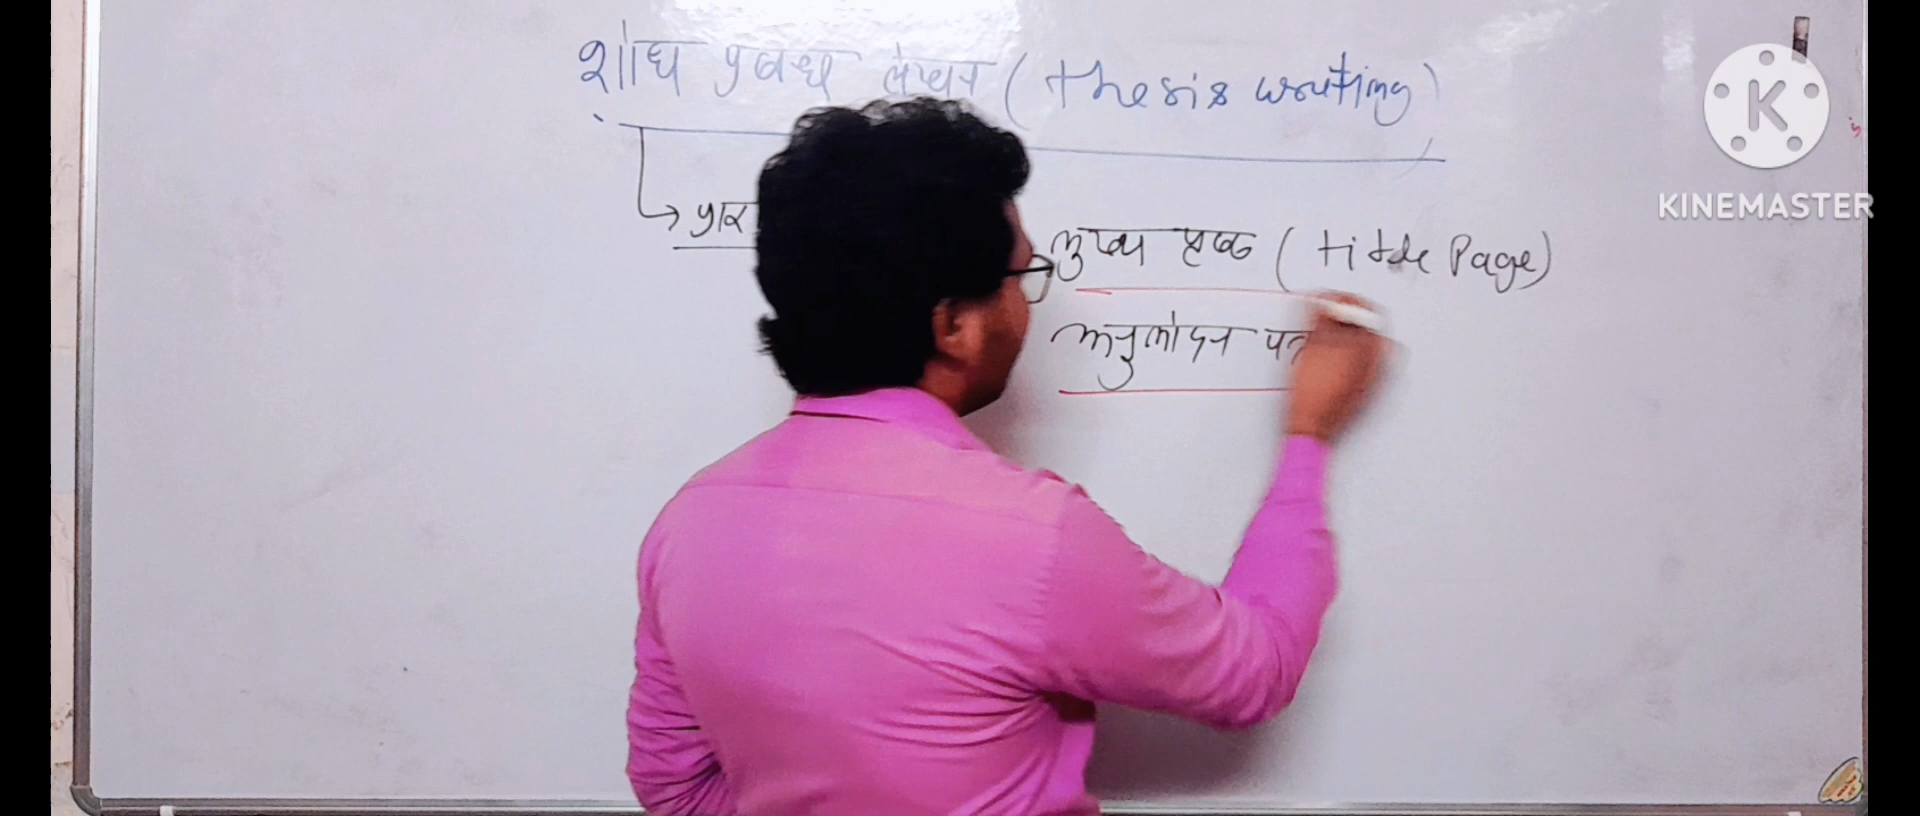 शोध प्रबंध लेखन (thesis writing)
→ प्रार
मुख्य पृष्ठ (title Page)
अनुमोदन पत्र
K
KINEMASTER